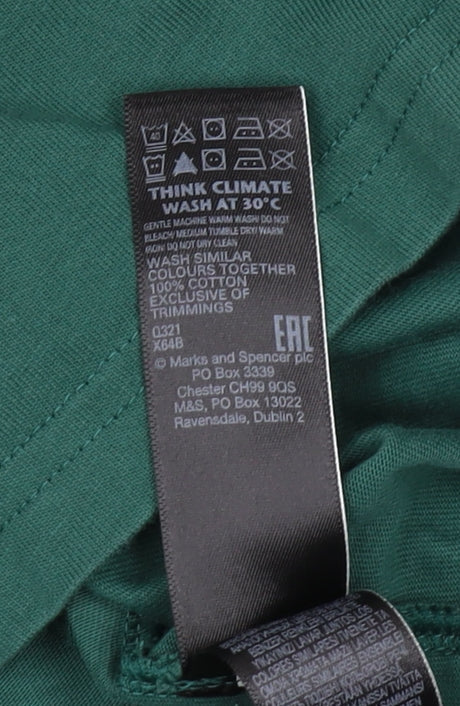 40
THINK CLIMATE
WASH AT 30°C
GENTLE MACHINE WARM WASH/ DO NOT
BLEACH/ MEDIUM TUMBLE DRY/ WARM
IRON/ DO NOT DRY CLEAN
WASH SIMILAR
COLOURS TOGETHER
100% COTTON
EXCLUSIVE OF
TRIMMINGS
Q321
X64B
EAC
© Marks and Spencer plc
PO Box 3339
Chester CH99 9QS
M&S, PO Box 13022
Ravensdale, Dublin 2